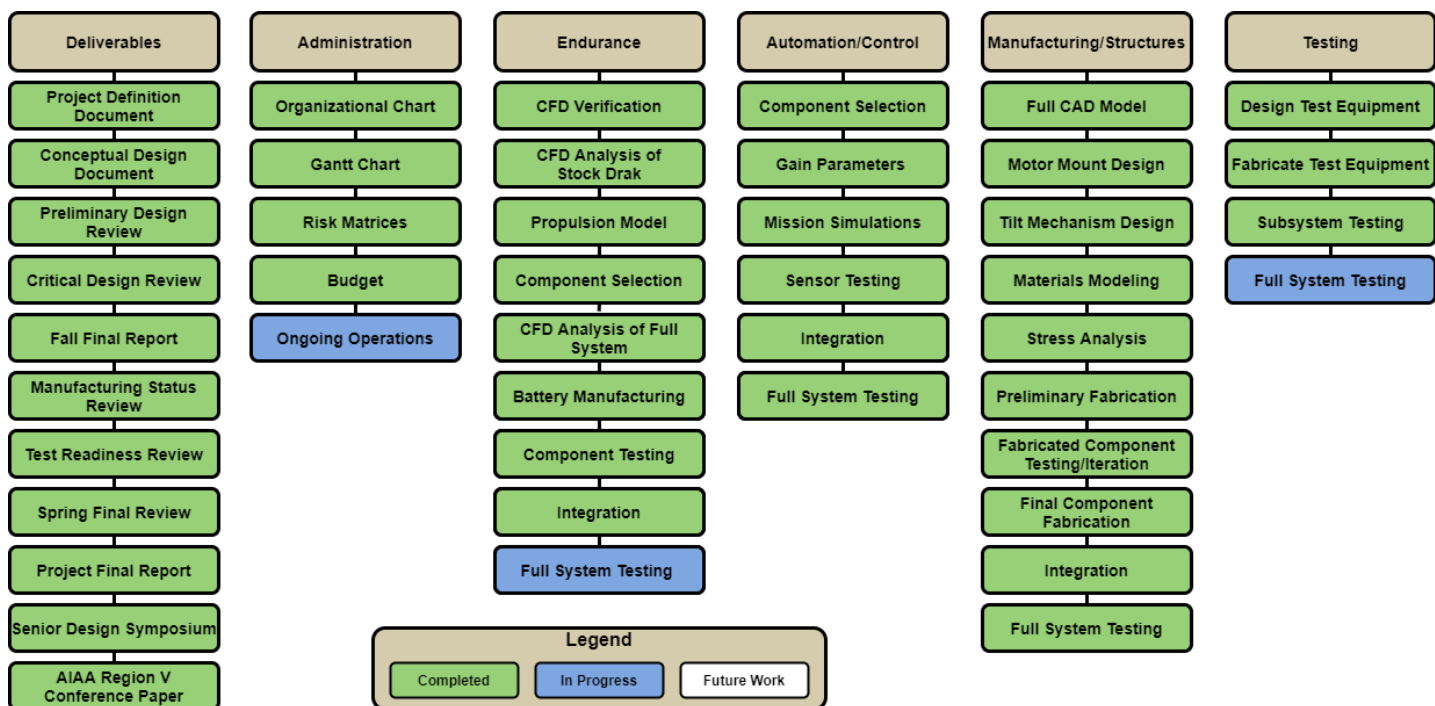 Deliverables
Project Definition
Document
Conceptual Design
Document
Preliminary Design
Review
Critical Design Review
Fall Final Report
Manufacturing Status
Review
Test Readiness Review
Spring Final Review
Project Final Report
Senior Design Symposium
AIAA Region V
Conference Paper
Administration
Organizational Chart
Gantt Chart
Risk Matrices
Budget
Ongoing Operations
Endurance
CFD Verification
CFD Analysis of
Stock Drak
Propulsion Model
Component Selection
CFD Analysis of Full
System
Battery Manufacturing
Component Testing
Integration
Full System Testing
Automation/Control
Component Selection
Gain Parameters
Mission Simulations
Sensor Testing
Integration
Full System Testing
Manufacturing/Structures
Full CAD Model
Motor Mount Design
Tilt Mechanism Design
Materials Modeling
Stress Analysis
Preliminary Fabrication
Fabricated Component
Testing/Iteration
Final Component
Fabrication
Integration
Full System Testing
Testing
Design Test Equipment
Fabricate Test Equipment
Subsystem Testing
Full System Testing
Legend
Completed
In Progress
Future Work